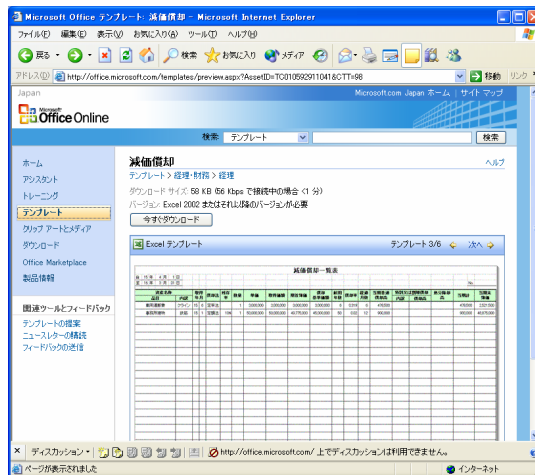 Microsoft Office テンプレート: 減価償却 - Microsoft Internet Explorer
ファイル(F) 編集(E) 表示(V) お気に入り(A) ツール(T) ヘルプ(H)
戻る 検索 お気に入り メディア
アドレス(D) http://office.microsoft.com/templates/preview.aspx?AssetID=TC010592911041&CTT=98 移動 リンク
Japan Microsoft.com Japan ホーム | サイト マップ
Microsoft
Office Online
検索: テンプレート 検索
ホーム
アシスタント
トレーニング
テンプレート
クリップ アートとメディア
ダウンロード
Office Marketplace
製品情報
関連ツールとフィードバック
テンプレートの提案
ニュースレターの購読
フィードバックの送信
減価償却 ヘルプ
テンプレート > 経理・財務 > 経理
ダウンロード サイズ: 58 KB (56 Kbps で接続中の場合 <1 分)
バージョン: Excel 2002 またはそれ以降のバージョンが必要
今すぐダウンロード
Excel テンプレート テンプレート 3/6 次へ
減価償却一覧表
ディスカッション http://office.microsoft.com/ 上でディスカッションは利用できません。
ページが表示されました インターネット